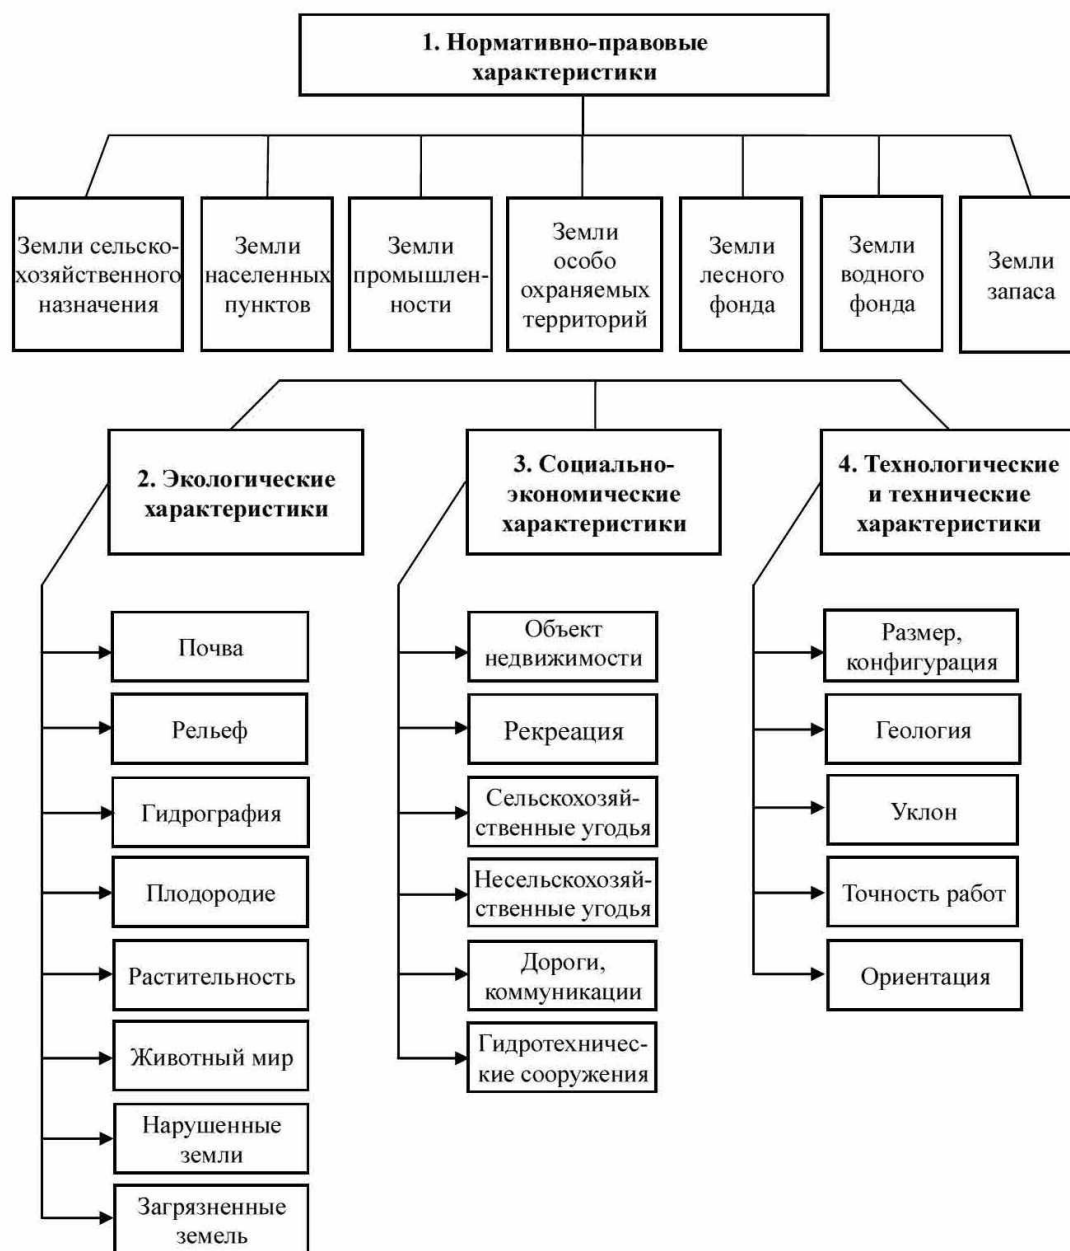 1. Нормативно-правовые
характеристики
Земли сельско-
хозяйственного
назначения
Земли
населенных
пунктов
Земли
промышлен-
ности
Земли
особо
охраняемых
территорий
Земли
лесного
фонда
Земли
водного
фонда
Земли
запаса
2. Экологические
характеристики
3. Социально-
экономические
характеристики
4. Технологические
и технические
характеристики
Почва
Рельеф
Гидрография
Плодородие
Растительность
Животный мир
Нарушенные
земли
Загрязненные
земель
Объект
недвижимости
Рекреация
Сельскохозяй-
ственные угодья
Несельскохозяй-
ственные угодья
Дороги,
коммуникации
Гидротехничес-
кие сооружения
Размер,
конфигурация
Геология
Уклон
Точность работ
Ориентация